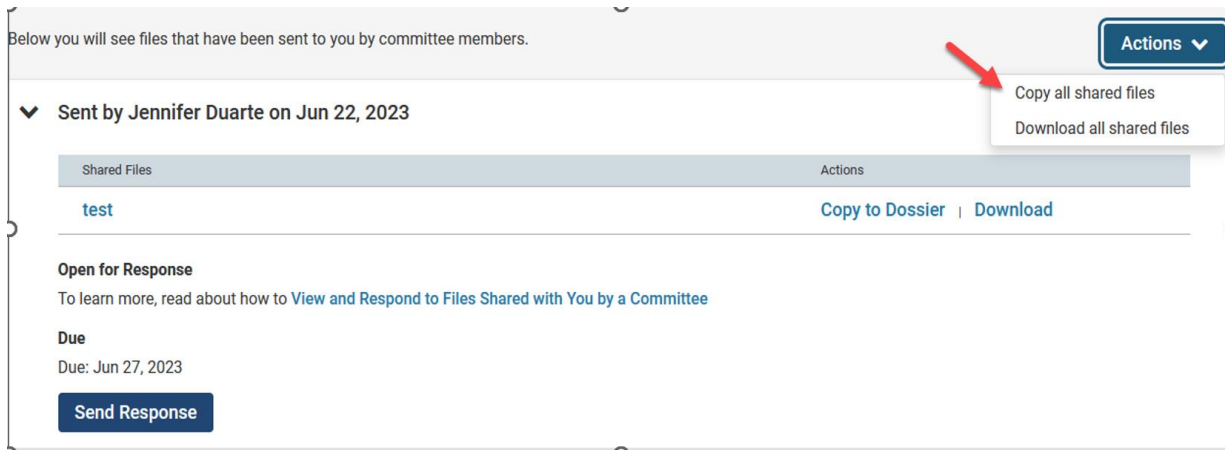 Below you will see files that have been sent to you by committee members.
Actions
Copy all shared files
Download all shared files
Sent by Jennifer Duarte on Jun 22, 2023
Shared Files Actions
test Copy to Dossier | Download
Open for Response
To learn more, read about how to View and Respond to Files Shared with You by a Committee
Due
Due: Jun 27, 2023
Send Response